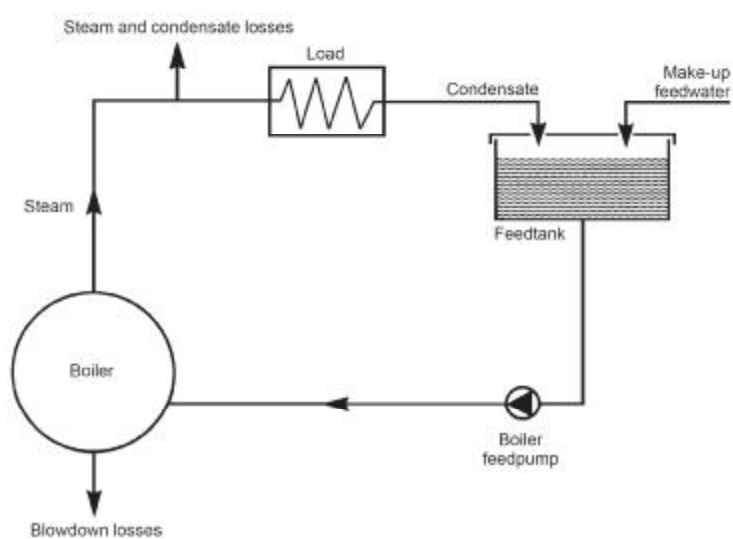 Steam and condensate losses
Load
Condensate
Make-up
feedwater
Steam
Feedtank
Boiler
Boiler
feedpump
Blowdown losses